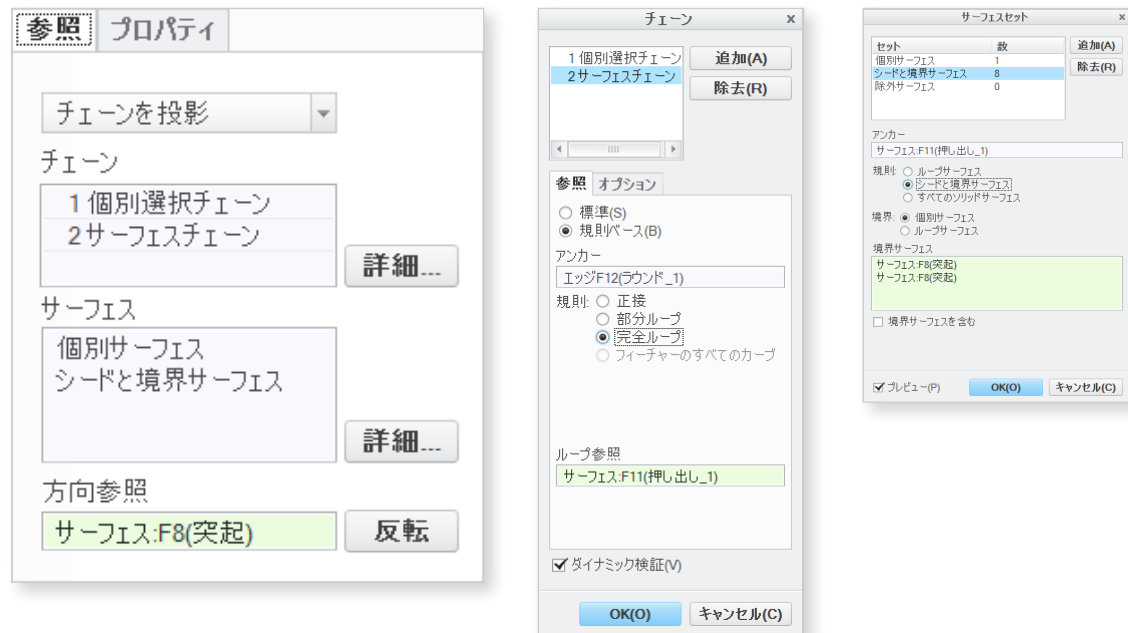 参照 プロパティ
チェーンを投影
チェーン
1 個別選択チェーン
2 サーフェスチェーン
詳細...
サーフェス
個別サーフェス
シードと境界サーフェス
詳細...
方向参照
サーフェス:F8(突起)
反転
チェーン x
1 個別選択チェーン
2 サーフェスチェーン
追加(A)
除去(R)
参照 オプション
標準(S)
規則ベース(B)
アンカー
エッジF12(ラウンド_1)
規則: 正接
部分ループ
完全ループ
フィーチャーのすべてのカーブ
ループ参照
サーフェス:F11(押し出し_1)
ダイナミック検証(V)
OK(O) キャンセル(C)
サーフェスセット x
セット 数
個別サーフェス 1
シードと境界サーフェス 8
除外サーフェス 0
追加(A)
除去(R)
アンカー
サーフェス:F11(押し出し_1)
規則: ループサーフェス
シードと境界サーフェス
すべてのソリッドサーフェス
境界: 個別サーフェス
ループサーフェス
境界サーフェス
サーフェス:F8(突起)
サーフェス:F8(突起)
境界サーフェスを含む
プレビュー(P) OK(O) キャンセル(C)